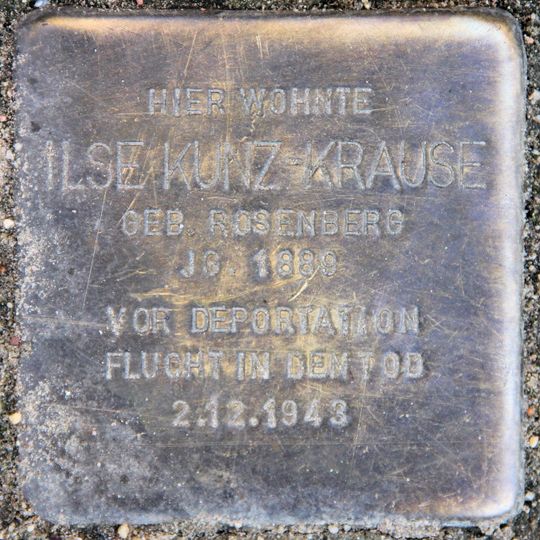 HIER WOHNTE
ILSE KUNZ-KRAUSE
GEB. ROSENBERG
JG. 1889
VOR DEPORTATION
FLUCHT IN DEN TOD
2.12.1943